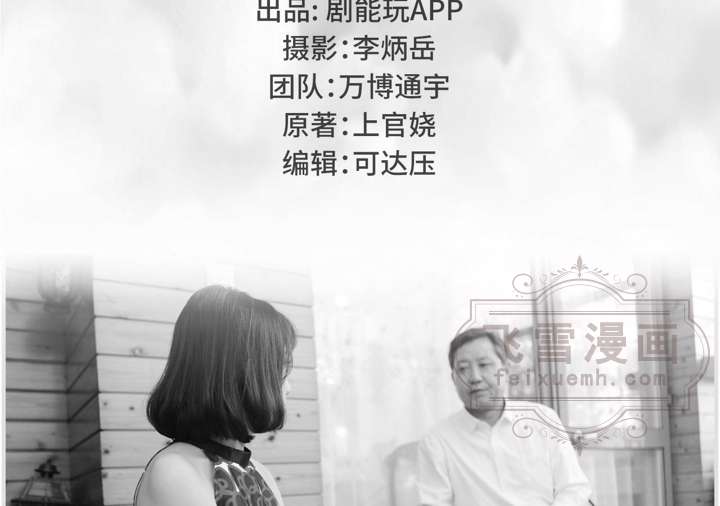 出品: 剧能玩APP
摄影:李炳岳
团队:万博通宇
原著:上官娆
编辑:可达压
飞雪漫画
feixuemh.com